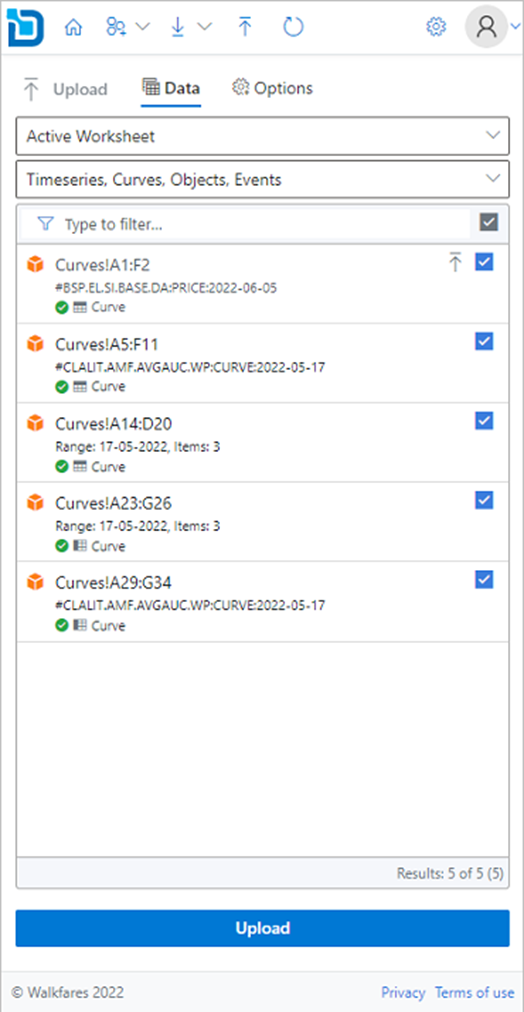 Upload Data Options
Active Worksheet
Timeseries, Curves, Objects, Events
Type to filter...
Curves!A1:F2
#BSP.EL.SI.BASE.DA:PRICE:2022-06-05
Curve
Curves!A5:F11
#CLALIT.AMF.AVGAUC.WP:CURVE:2022-05-17
Curve
Curves!A14:D20
Range: 17-05-2022, Items: 3
Curve
Curves!A23:G26
Range: 17-05-2022, Items: 3
Curve
Curves!A29:G34
#CLALIT.AMF.AVGAUC.WP:CURVE:2022-05-17
Curve
Results: 5 of 5 (5)
Upload
© Walkfares 2022 Privacy Terms of use